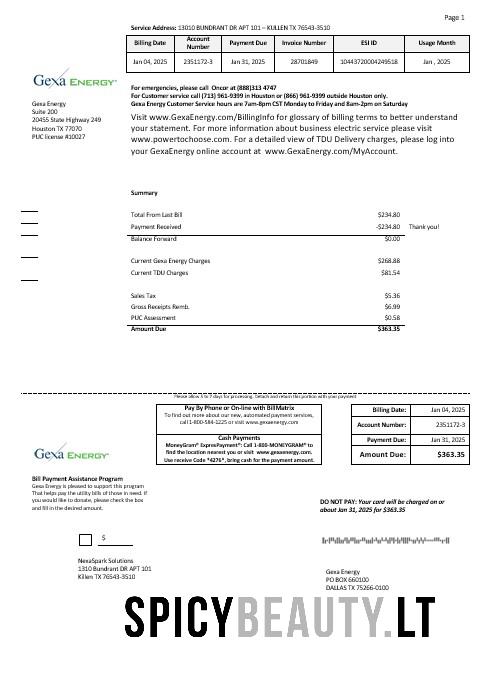 Page 1
Service Address: 13010 BUNDRANT DR APT 101 – KULLEN TX 76543-3510
Billing Date Account Number Payment Due Invoice Number ESI ID Usage Month
Jan 04, 2025 2351172-3 Jan 31, 2025 28701849 10443720004249518 Jan , 2025
Gexa ENERGY
For emergencies, please call Oncor at (888)313 4747
For Customer service call (713) 961-9399 in Houston or (866) 961-9399 outside Houston only.
Gexa Energy Customer Service hours are 7am-8pm CST Monday to Friday and 8am-2pm on Saturday
Gexa Energy
Suite 200
20455 State Highway 249
Houston TX 77070
PUC license #10027
Visit www.GexaEnergy.com/BillingInfo for glossary of billing terms to better understand
your statement. For more information about business electric service please visit
www.powertochoose.com. For a detailed view of TDU Delivery charges, please log into
your GexaEnergy online account at www.GexaEnergy.com/MyAccount.
Summary
Total From Last Bill $234.80
Payment Received -$234.80 Thank you!
Balance Forward $0.00
Current Gexa Energy Charges $268.88
Current TDU Charges $81.54
Sales Tax $5.36
Gross Receipts Remb. $6.99
PUC Assessment $0.58
Amount Due $363.35
Please allow 5 to 7 days for processing. Detach and return this portion with your payment
Pay By Phone or On-line with BillMatrix
To find out more about our new, automated payment services,
call 1-800-584-1225 or visit www.gexaenergy.com
Cash Payments
MoneyGram® ExpresPayment®: Call 1-800-MONEYGRAM® to
find the location nearest you or visit www.gexaenergy.com.
Use receive Code *4276*, bring cash for the payment amount.
Billing Date: Jan 04, 2025
Account Number: 2351172-3
Payment Due: Jan 31, 2025
Amount Due: $363.35
Gexa ENERGY
Bill Payment Assistance Program
Gexa Energy is pleased to support this program
That helps pay the utility bills of those in need. If
you would like to donate, please check the box
and fill in the desired amount.
DO NOT PAY: Your card will be charged on or
about Jan 31, 2025 for $363.35
$
NexaSpark Solutions
1310 Bundrant DR APT 101
Killen TX 76543-3510
Gexa Energy
PO BOX 660100
DALLAS TX 75266-0100
SPICYBEAUTY.LT